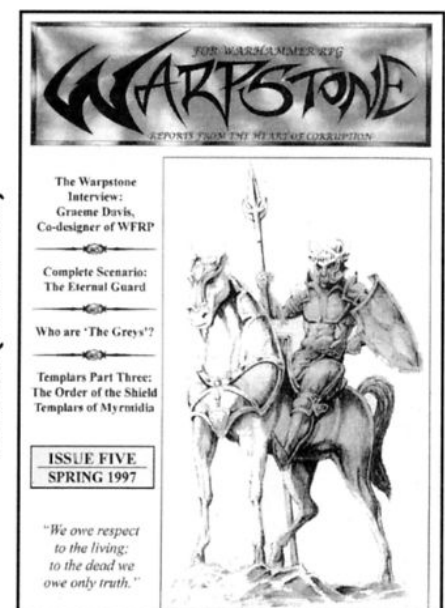 FOR WARHAMMER RPG
WARPSTONE
REPORTS FROM THE HEART OF CORRUPTION
The Warpstone
Interview:
Graeme Davis,
Co-designer of WFRP
Complete Scenario:
The Eternal Guard
Who are 'The Greys'?
Templars Part Three:
The Order of the Shield
Templars of Myrmidia
ISSUE FIVE
SPRING 1997
"We owe respect
to the living;
to the dead we
owe only truth."